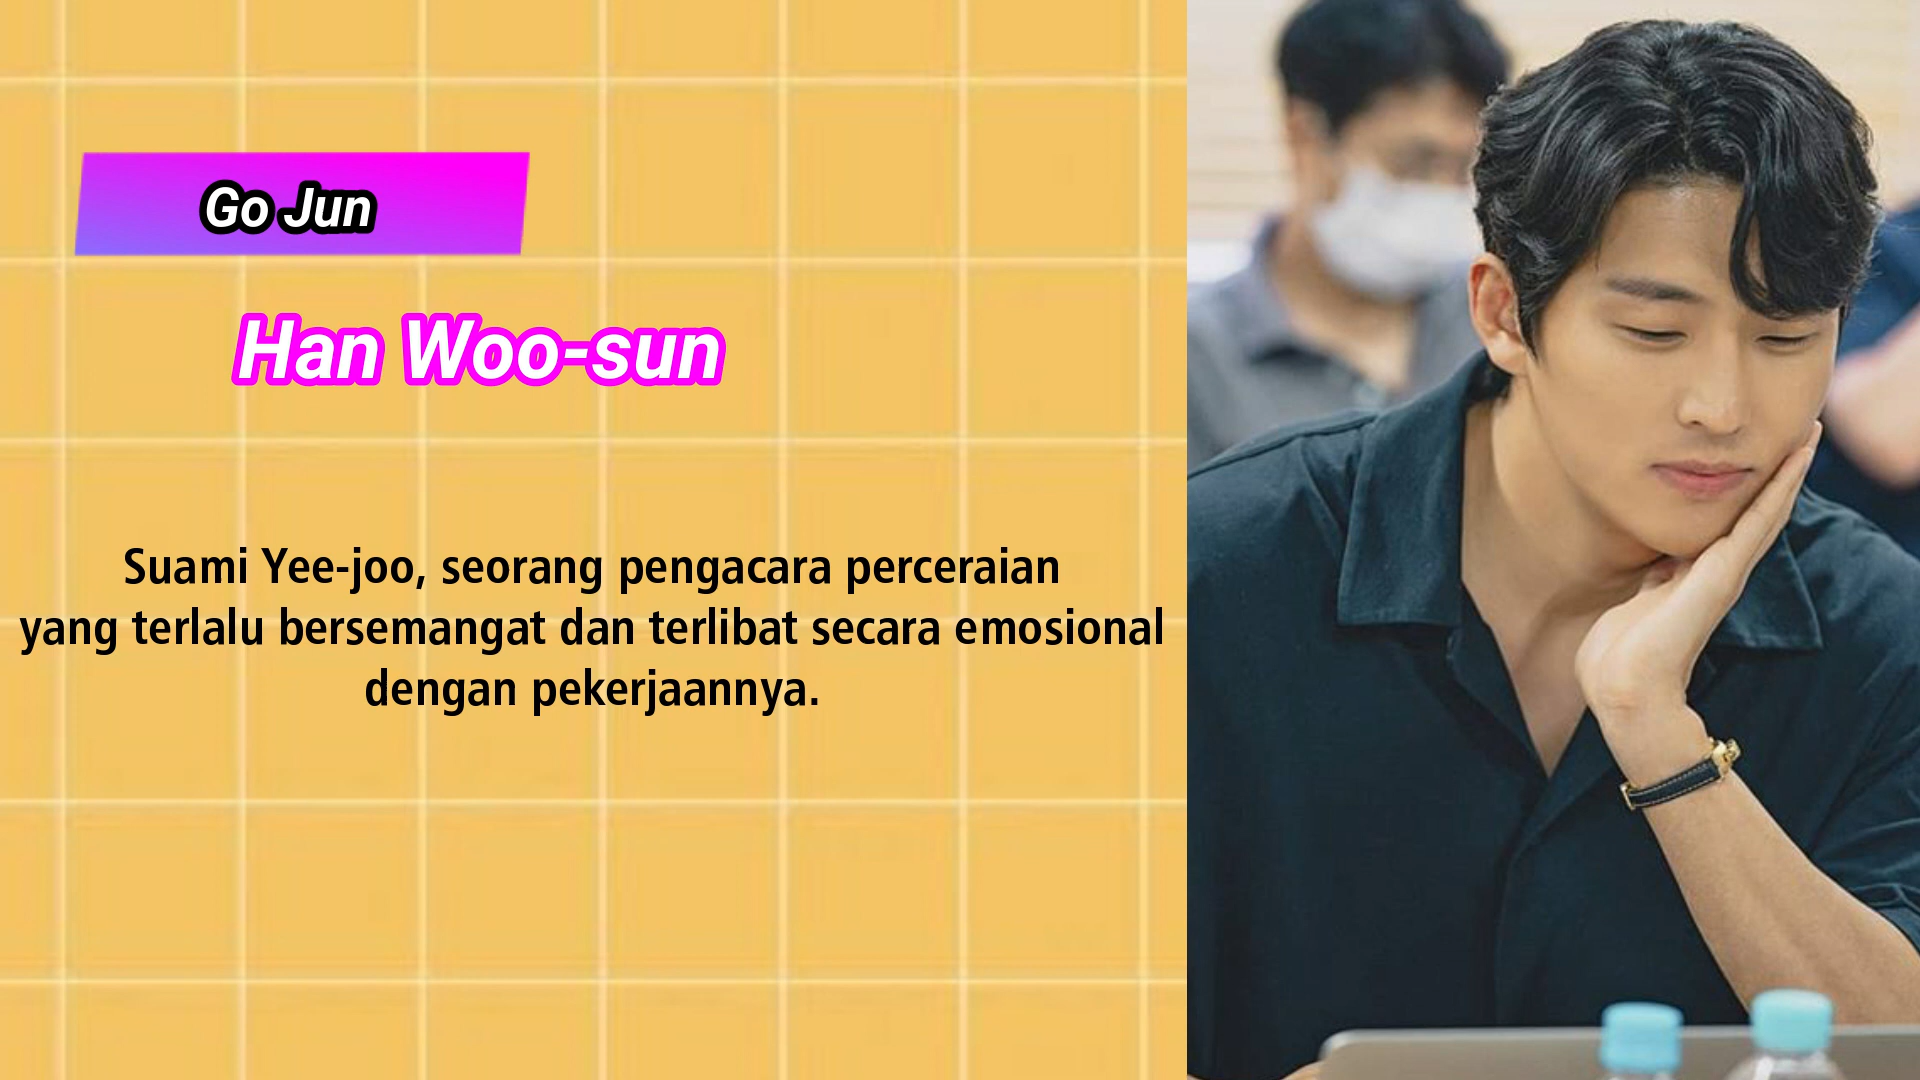 Go Jun
Han Woo-sun
Suami Yee-joo, seorang pengacara perceraian
yang terlalu bersemangat dan terlibat secara emosional
dengan pekerjaannya.